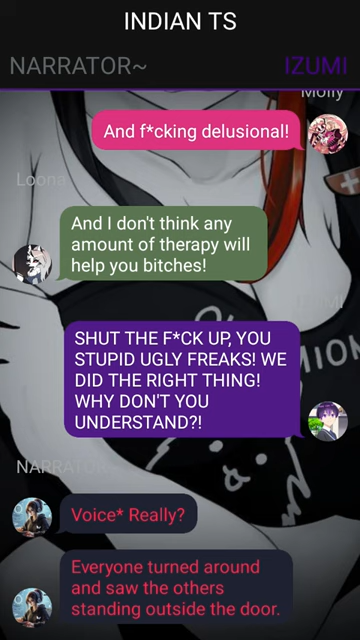 INDIAN TS
NARRATOR~ IZUMI
Molly
And f*cking delusional!
Loona
And I don't think any
amount of therapy will
help you bitches!
IZUMI
SHUT THE F*CK UP, YOU
STUPID UGLY FREAKS! WE
DID THE RIGHT THING!
WHY DON'T YOU
UNDERSTAND?!
NARRATOR~
Voice* Really?
Everyone turned around
and saw the others
standing outside the door.